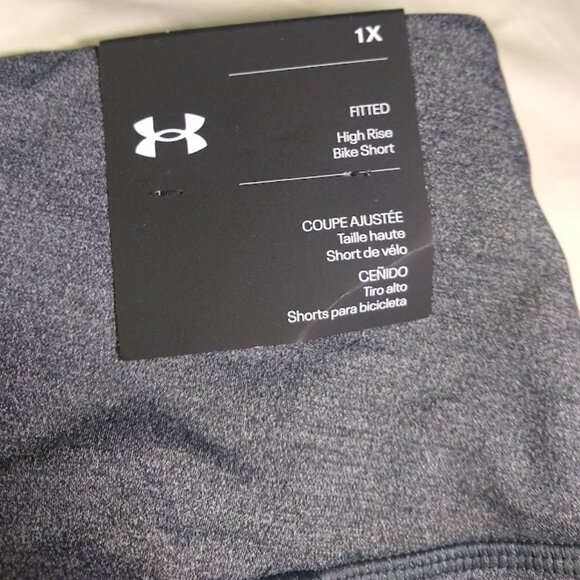 1X
FITTED
High Rise
Bike Short
COUPE AJUSTÉE
Taille haute
Short de vélo
CEÑIDO
Tiro alto
Shorts para bicicleta